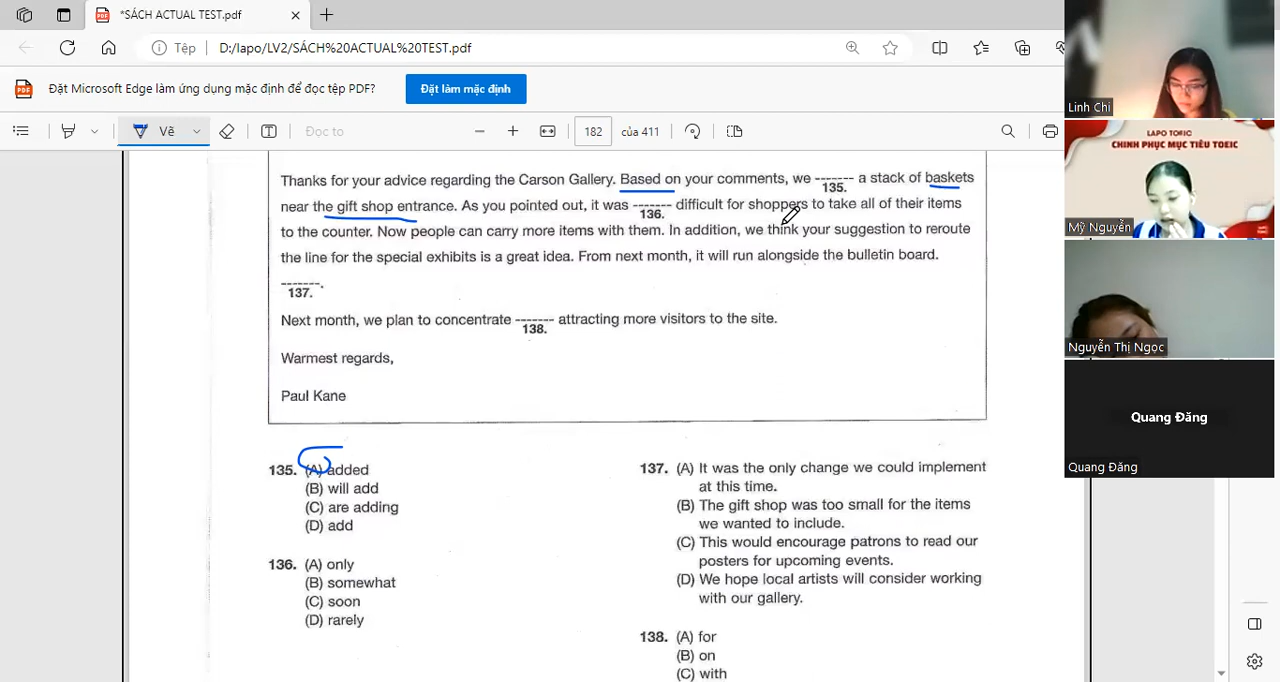 *SÁCH ACTUAL TEST.pdf
Tệp D:/lapo/LV2/SÁCH%20ACTUAL%20TEST.pdf
Đặt Microsoft Edge làm ứng dụng mặc định để đọc tệp PDF? Đặt làm mặc định
Vẽ Đọc to 182 của 411
Thanks for your advice regarding the Carson Gallery. Based on your comments, we ------- a stack of baskets
135.
near the gift shop entrance. As you pointed out, it was ------- difficult for shoppers to take all of their items
136.
to the counter. Now people can carry more items with them. In addition, we think your suggestion to reroute
the line for the special exhibits is a great idea. From next month, it will run alongside the bulletin board.
-------.
137.
Next month, we plan to concentrate ------- attracting more visitors to the site.
138.
Warmest regards,
Paul Kane
135. (A) added
(B) will add
(C) are adding
(D) add
136. (A) only
(B) somewhat
(C) soon
(D) rarely
137. (A) It was the only change we could implement
at this time.
(B) The gift shop was too small for the items
we wanted to include.
(C) This would encourage patrons to read our
posters for upcoming events.
(D) We hope local artists will consider working
with our gallery.
138. (A) for
(B) on
(C) with
Linh Chi
LAPO TOEIC
CHINH PHỤC MỤC TIÊU TOEIC
Mỹ Nguyễn
Nguyễn Thị Ngọc
Quang Đăng
Quang Đăng